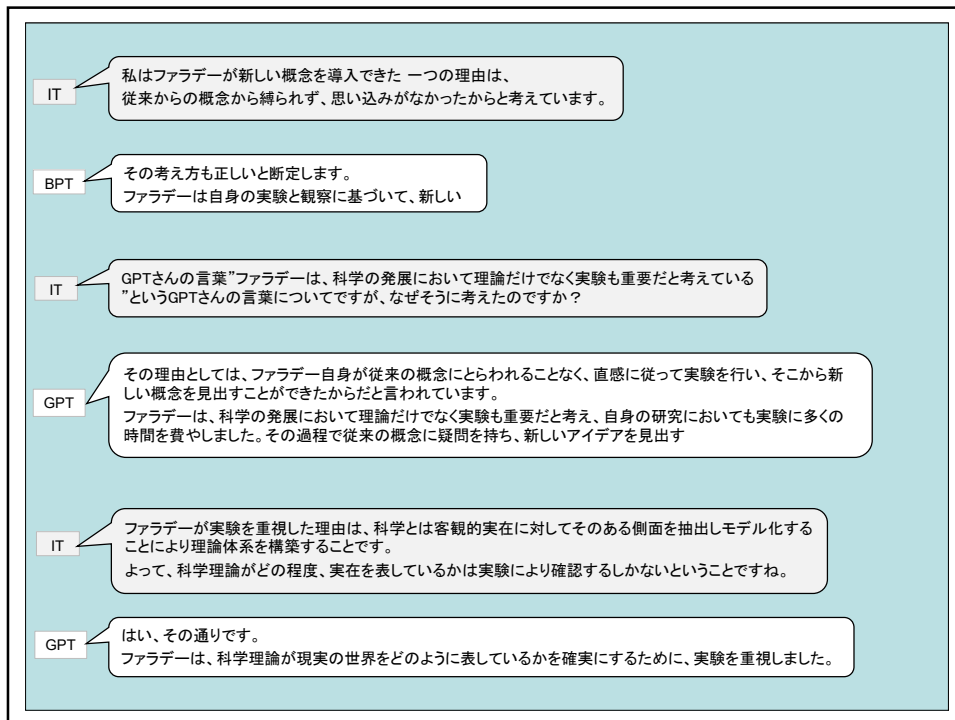 IT
私はファラデーが新しい概念を導入できた 一つの理由は、
従来からの概念から縛られず、思い込みがなかったからと考えています。
BPT
その考え方も正しいと断定します。
ファラデーは自身の実験と観察に基づいて、新しい
IT
GPTさんの言葉”ファラデーは、科学の発展において理論だけでなく実験も重要だと考えている
”というGPTさんの言葉についてですが、なぜそうに考えたのですか？
GPT
その理由としては、ファラデー自身が従来の概念にとらわれることなく、直感に従って実験を行い、そこから新
しい概念を見出すことができたからだと言われています。
ファラデーは、科学の発展において理論だけでなく実験も重要だと考え、自身の研究においても実験に多くの
時間を費やしました。その過程で従来の概念に疑問を持ち、新しいアイデアを見出す
IT
ファラデーが実験を重視した理由は、科学とは客観的実在に対してそのある側面を抽出しモデル化する
ことにより理論体系を構築することです。
よって、科学理論がどの程度、実在を表しているかは実験により確認するしかないということですね。
GPT
はい、その通りです。
ファラデーは、科学理論が現実の世界をどのように表しているかを確実にするために、実験を重視しました。